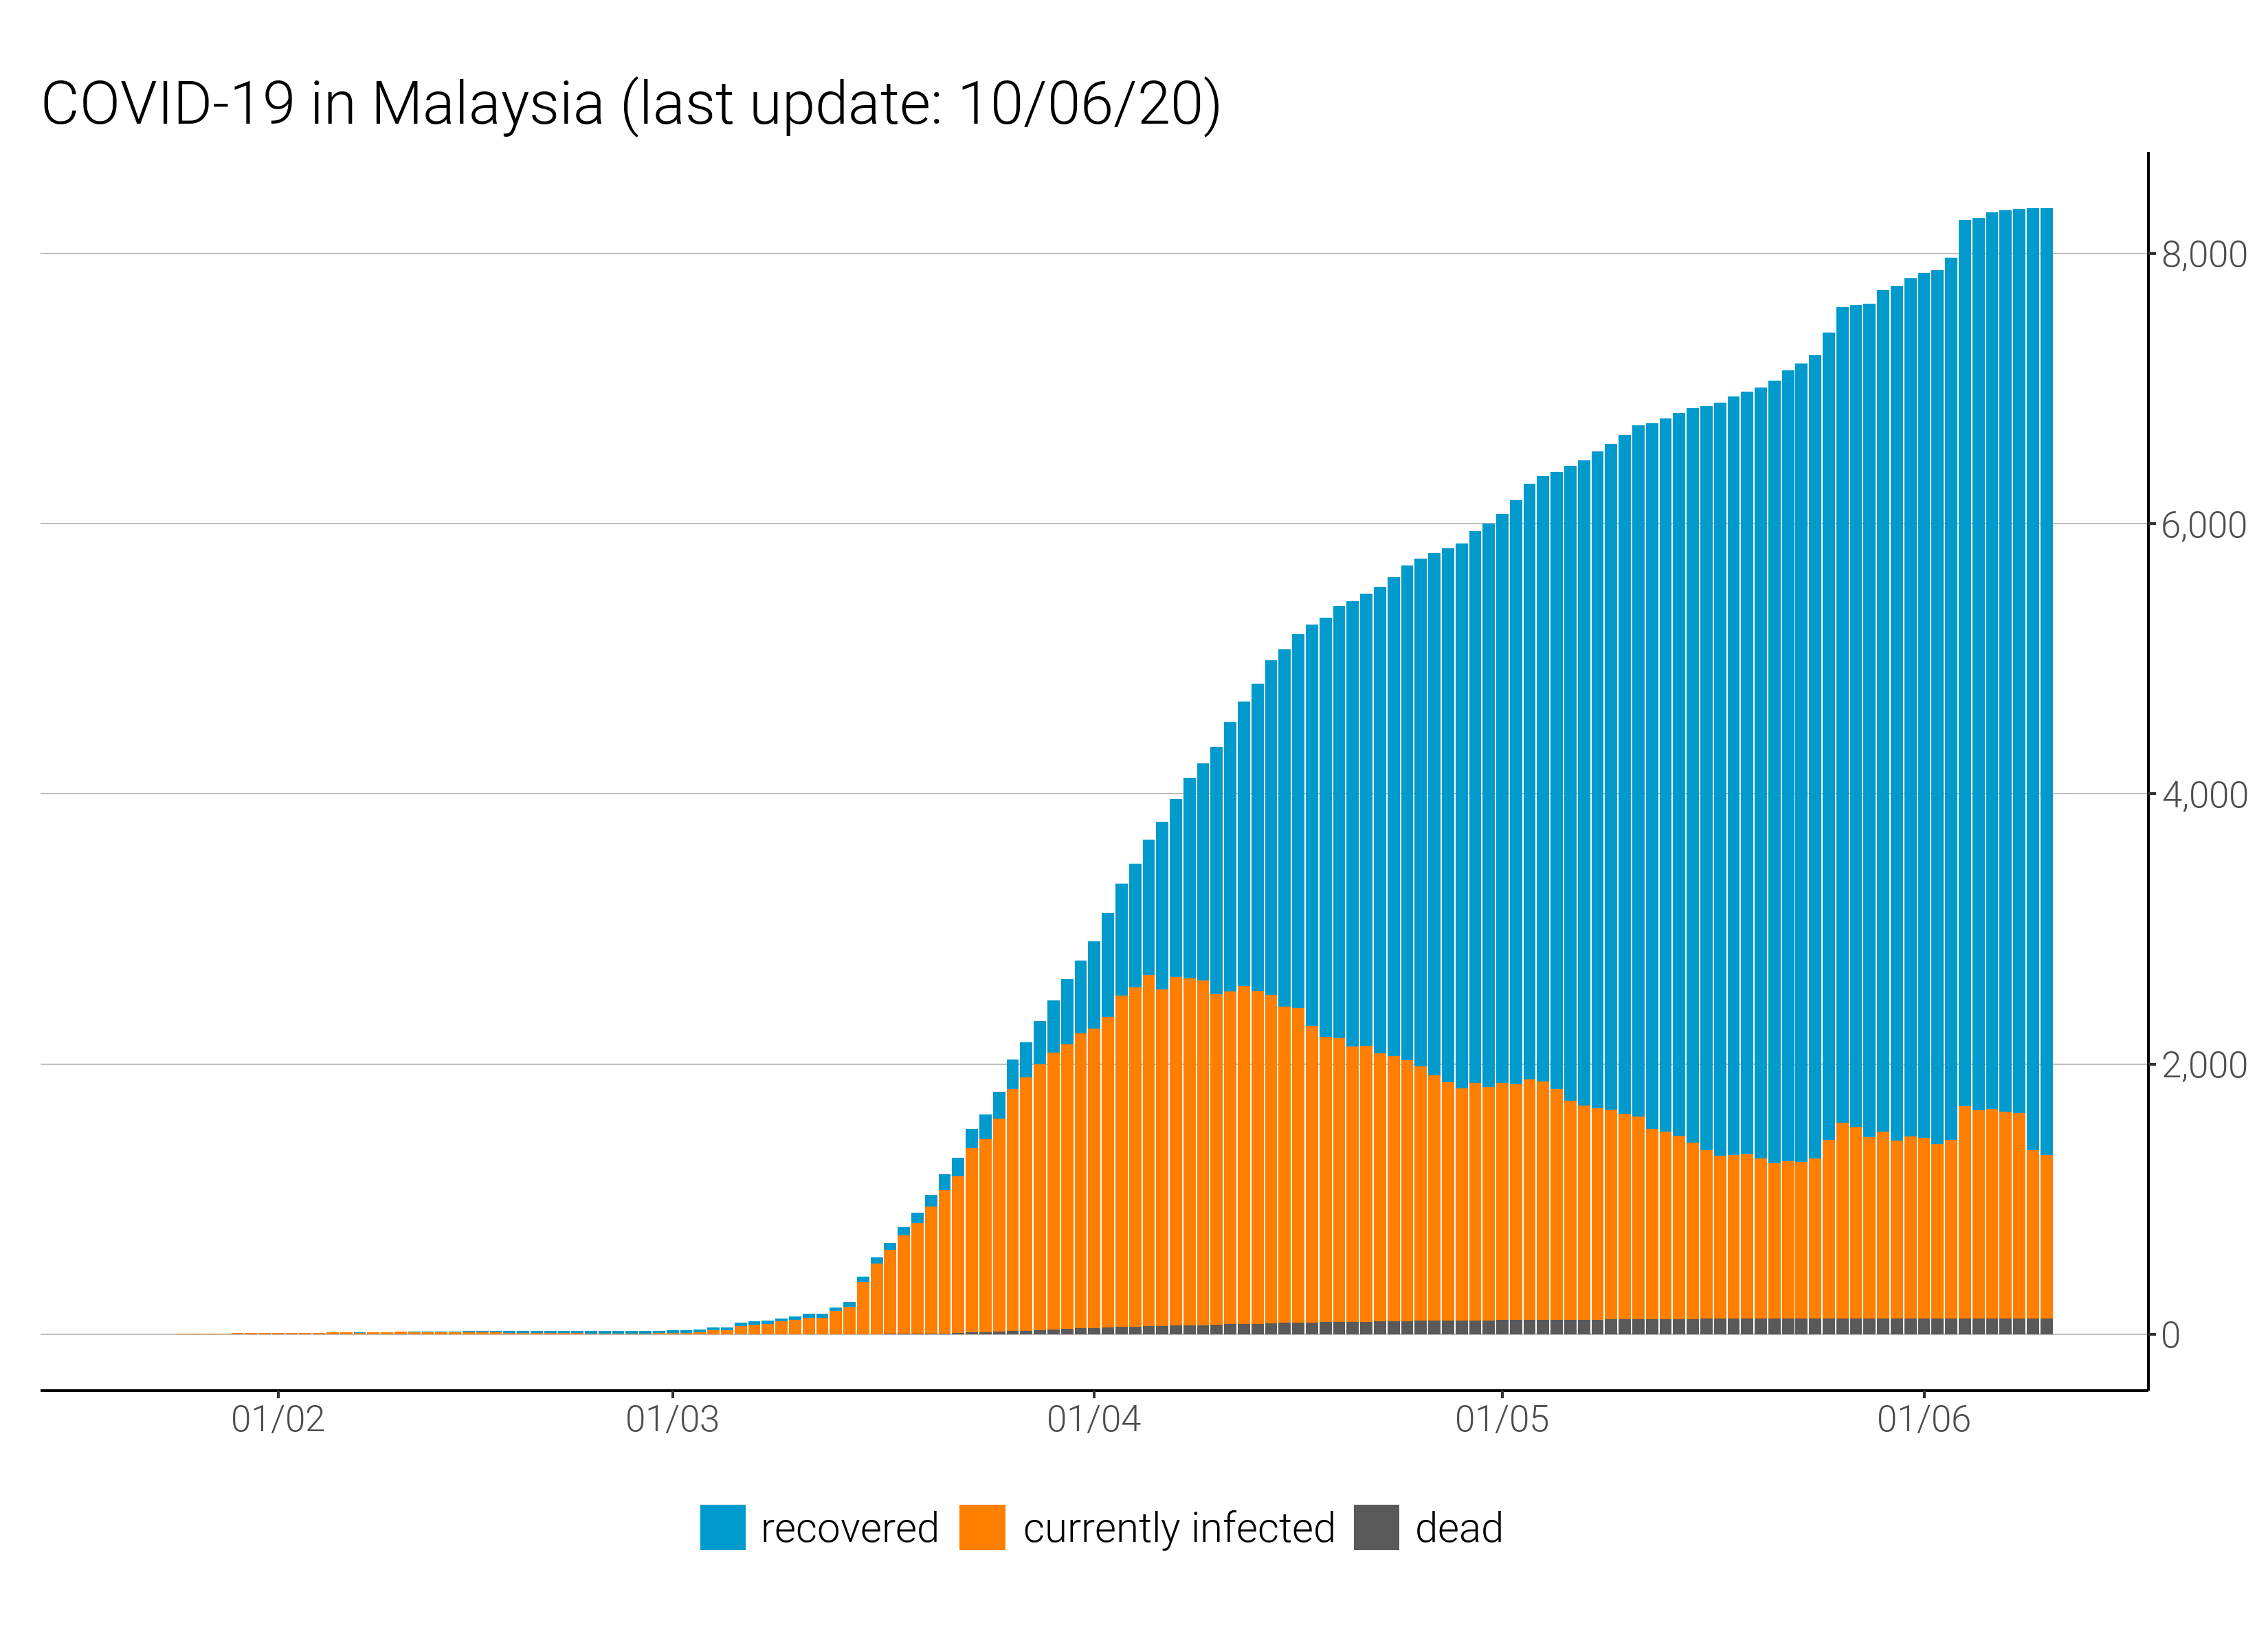 COVID-19 in Malaysia (last update: 10/06/20)
8,000
6,000
4,000
2,000
0
01/02 01/03 01/04 01/05 01/06
recovered currently infected dead